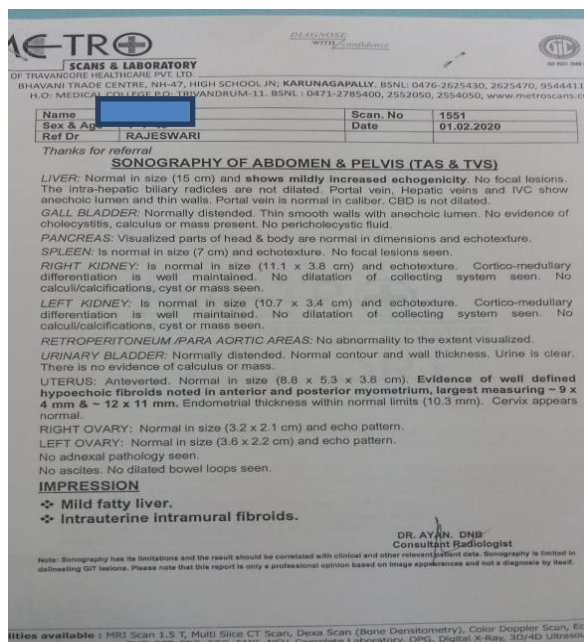 METRO
SCANS & LABORATORY
DIAGNOSE
WITH confidence
OF TRAVANCORE HEALTHCARE PVT. LTD.
BHAVANI TRADE CENTRE, NH-47, HIGH SCHOOL JN; KARUNAGAPALLY. BSNL: 0476-2625430, 2625470, 9544411
H.O: MEDICAL COLLEGE P.O: TRIVANDRUM-11. BSNL : 0471-2785400, 2552050, 2554050, www.metroscans.c
Name Scan. No 1551
Sex & Age Date 01.02.2020
Ref Dr RAJESWARI
Thanks for referral
SONOGRAPHY OF ABDOMEN & PELVIS (TAS & TVS)
LIVER: Normal in size (15 cm) and shows mildly increased echogenicity. No focal lesions.
The intra-hepatic biliary radicles are not dilated. Portal vein, Hepatic veins and IVC show
anechoic lumen and thin walls. Portal vein is normal in caliber. CBD is not dilated.
GALL BLADDER: Normally distended. Thin smooth walls with anechoic lumen. No evidence of
cholecystitis, calculus or mass present. No pericholecystic fluid.
PANCREAS: Visualized parts of head & body are normal in dimensions and echotexture.
SPLEEN: Is normal in size (7 cm) and echotexture. No focal lesions seen.
RIGHT KIDNEY: Is normal in size (11.1 x 3.8 cm) and echotexture. Cortico-medullary
differentiation is well maintained. No dilatation of collecting system seen. No
calculi/calcifications, cyst or mass seen.
LEFT KIDNEY: Is normal in size (10.7 x 3.4 cm) and echotexture. Cortico-medullary
differentiation is well maintained. No dilatation of collecting system seen. No
calculi/calcifications, cyst or mass seen.
RETROPERITONEUM /PARA AORTIC AREAS: No abnormality to the extent visualized.
URINARY BLADDER: Normally distended. Normal contour and wall thickness. Urine is clear.
There is no evidence of calculus or mass.
UTERUS: Anteverted. Normal in size (8.8 x 5.3 x 3.8 cm). Evidence of well defined
hypoechoic fibroids noted in anterior and posterior myometrium, largest measuring ~ 9 x
4 mm & ~ 12 x 11 mm. Endometrial thickness within normal limits (10.3 mm). Cervix appears
normal.
RIGHT OVARY: Normal in size (3.2 x 2.1 cm) and echo pattern.
LEFT OVARY: Normal in size (3.6 x 2.2 cm) and echo pattern.
No adnexal pathology seen.
No ascites. No dilated bowel loops seen.
IMPRESSION
❖ Mild fatty liver.
❖ Intrauterine intramural fibroids.
DR. AYAN. DNB
Consultant Radiologist
Note: Sonography has its limitations and the result should be correlated with clinical and other relevant patient data. Sonography is limited in
delineating GIT lesions. Please note that this report is only a professional opinion based on image appearances and not a diagnosis by itself.
lities available : MRI Scan 1.5 T, Multi Slice CT Scan, Dexa Scan (Bone Densitometry), Color Doppler Scan, Ec
Complete Laboratory, OPG, Digital X-Ray, 3D/4D Ultraso